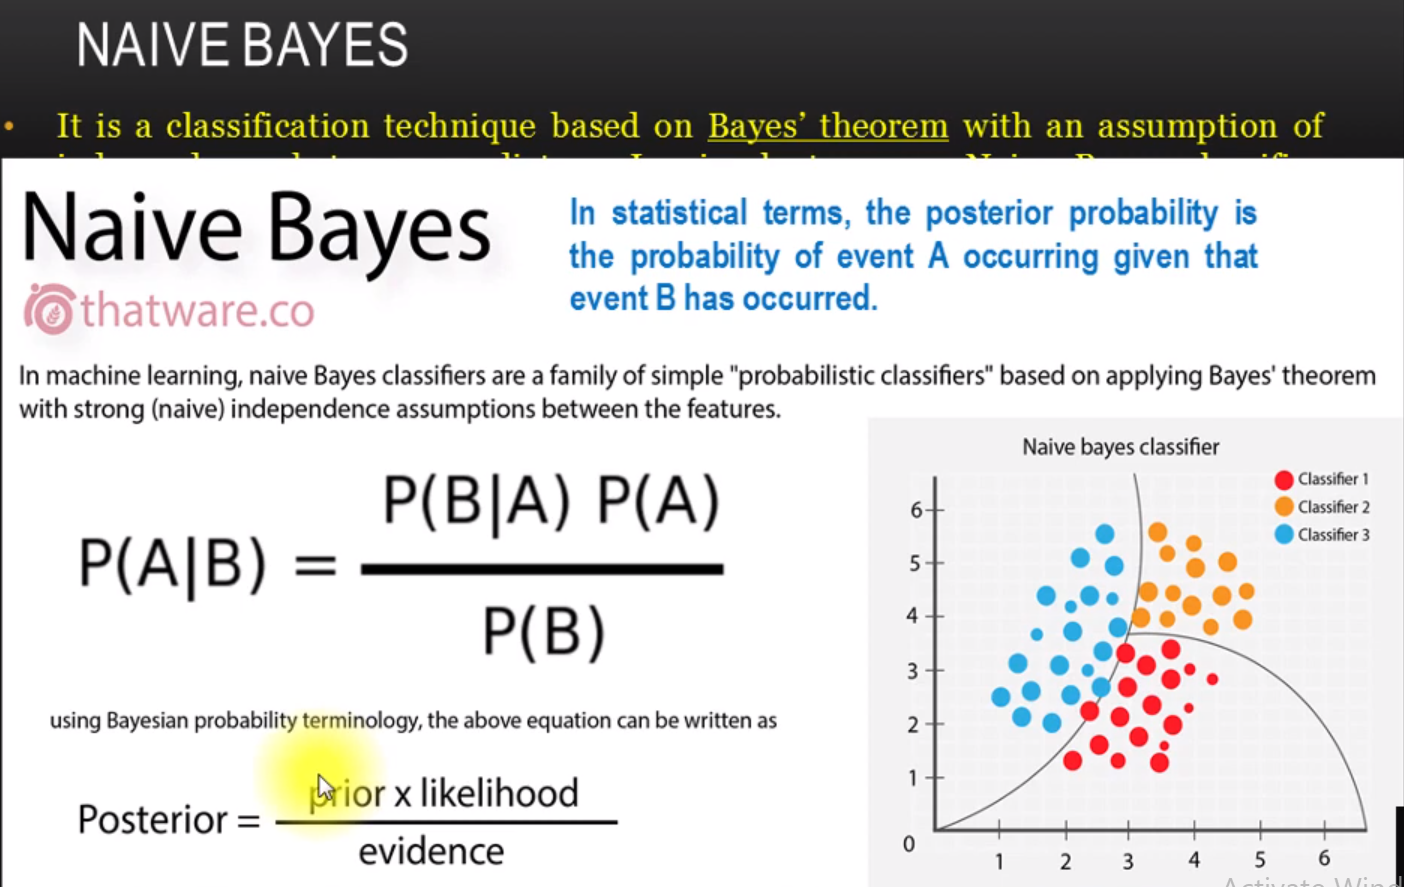 NAIVE BAYES
• It is a classification technique based on Bayes' theorem with an assumption of
Naive Bayes
thatware.co
In statistical terms, the posterior probability is
the probability of event A occurring given that
event B has occurred.
In machine learning, naive Bayes classifiers are a family of simple "probabilistic classifiers" based on applying Bayes' theorem
with strong (naive) independence assumptions between the features.
P(A|B) = P(B|A) P(A)
P(B)
using Bayesian probability terminology, the above equation can be written as
Posterior = prior x likelihood
evidence
Naive bayes classifier
Classifier 1
Classifier 2
Classifier 3
6
5
4
3
2
1
0
1 2 3 4 5 6